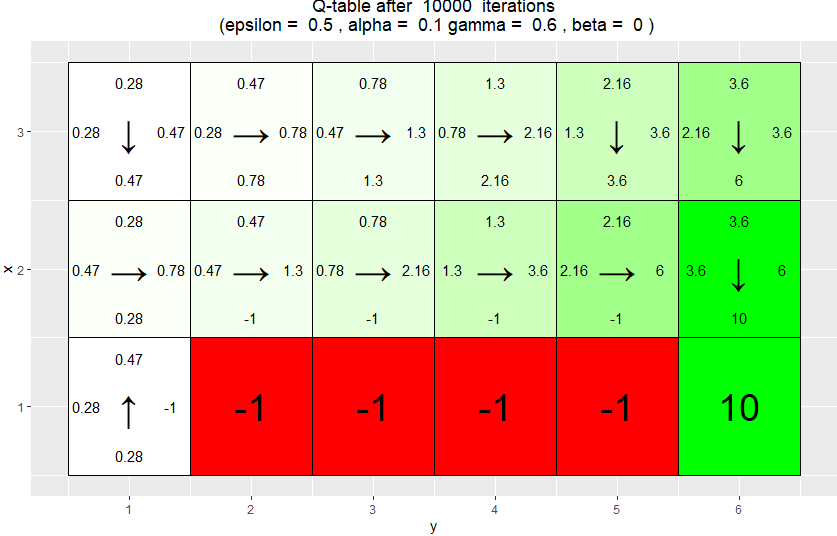 Q-table after 10000 iterations
(epsilon = 0.5 , alpha = 0.1 gamma = 0.6 , beta = 0 )
0.28 0.47 0.78 1.3 2.16 3.6
3 0.28 ↓ 0.47 0.28 → 0.78 0.47 → 1.3 0.78 → 2.16 1.3 ↓ 3.6 2.16 ↓ 3.6
0.47 0.78 1.3 2.16 3.6 6
0.28 0.47 0.78 1.3 2.16 3.6
x 2 0.47 → 0.78 0.47 → 1.3 0.78 → 2.16 1.3 → 3.6 2.16 → 6 3.6 ↓ 6
0.28 -1 -1 -1 -1 10
0.47
1 0.28 ↑ -1 -1 -1 -1 -1 10
0.28
1 2 3 4 5 6
y